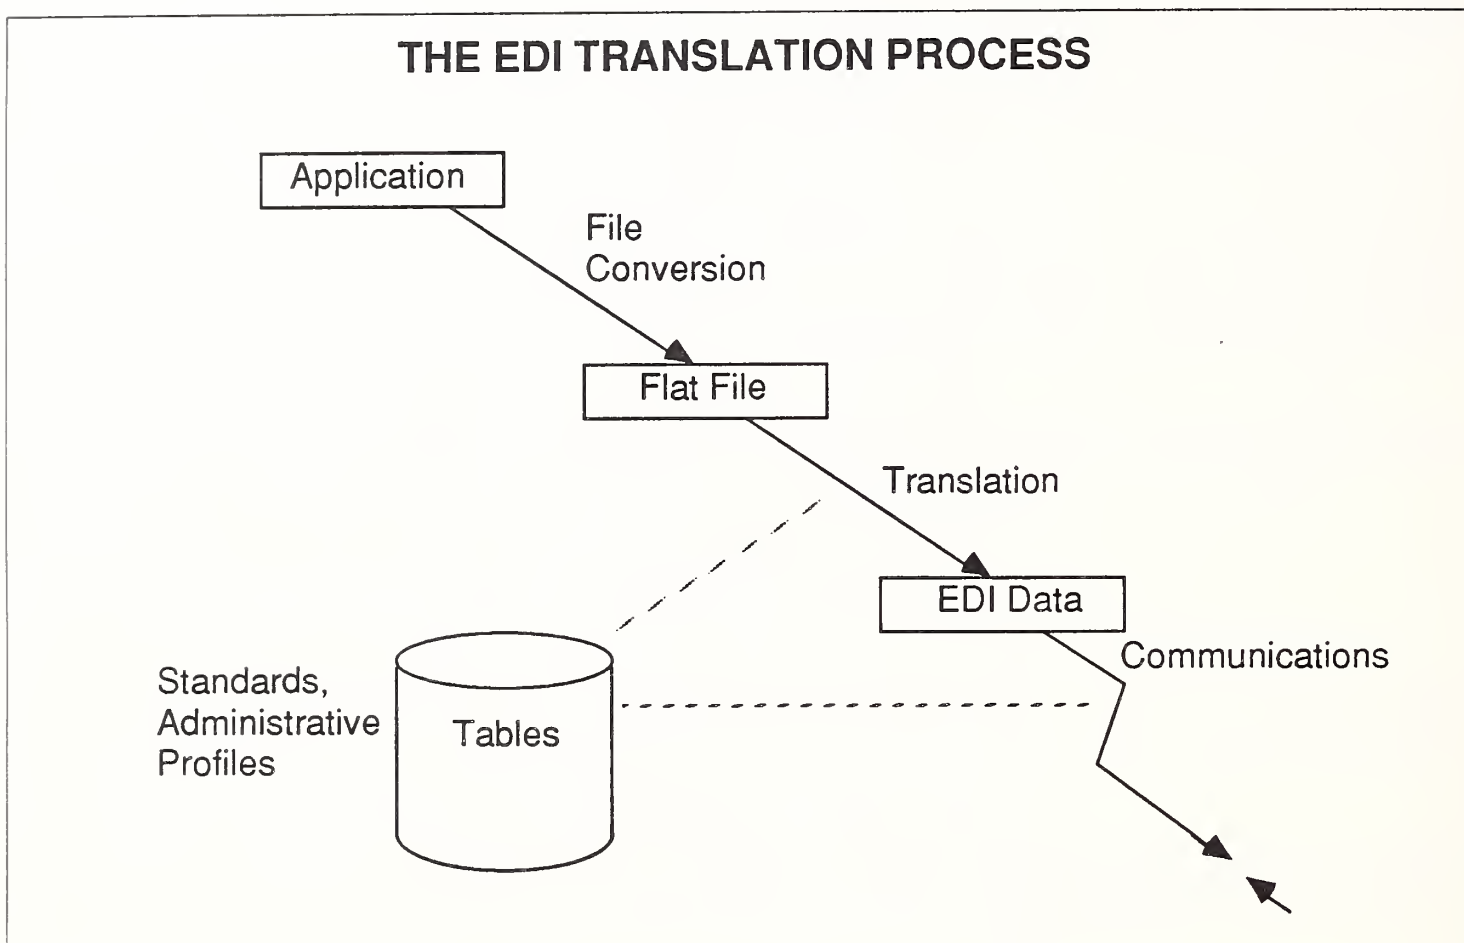 THE EDI TRANSLATION PROCESS
Application
File
Conversion
Flat File
Translation
EDI Data
Communications
Standards,
Administrative
Profiles
Tables